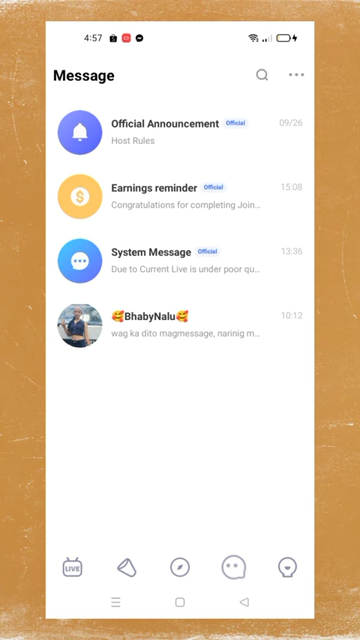 4:57
Message
Official Announcement Official 09/26
Host Rules
Earnings reminder Official 15:08
Congratulations for completing Join...
System Message Official 13:36
Due to Current Live is under poor qu...
🥰BhabyNalu🥰 10:12
wag ka dito magmessage, narinig m...
LIVE